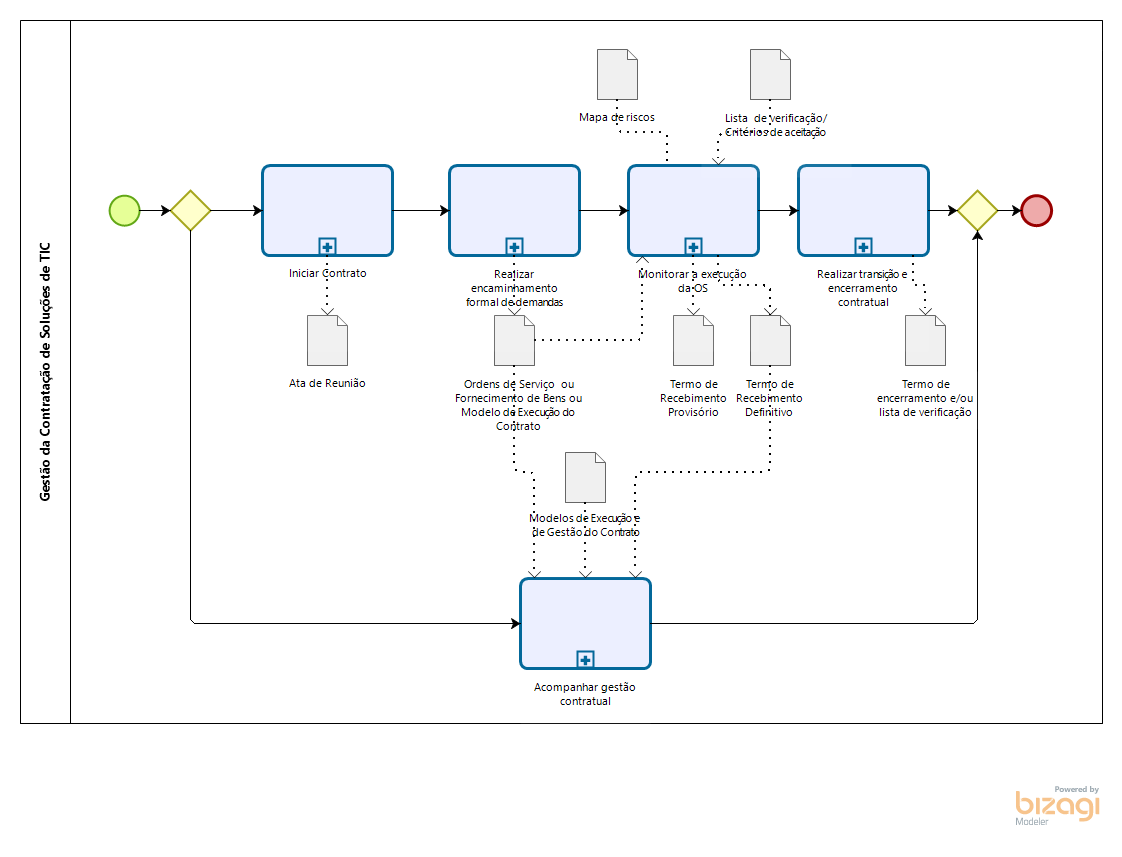 Gestão da Contratação de Soluções de TIC
Mapa de riscos
Lista de verificação/
Critérios de aceitação
Iniciar Contrato
Realizar
encaminhamento
formal de demandas
Monitorar a execução
da OS
Realizar transição e
encerramento
contratual
Ata de Reunião
Ordens de Serviço ou
Fornecimento de Bens ou
Modelo de Execução do
Contrato
Termo de
Recebimento
Provisório
Termo de
Recebimento
Definitivo
Termo de
encerramento e/ou
lista de verificação
Modelos de Execução e
de Gestão do Contrato
Acompanhar gestão
contratual
Powered by
bizagi
Modeler